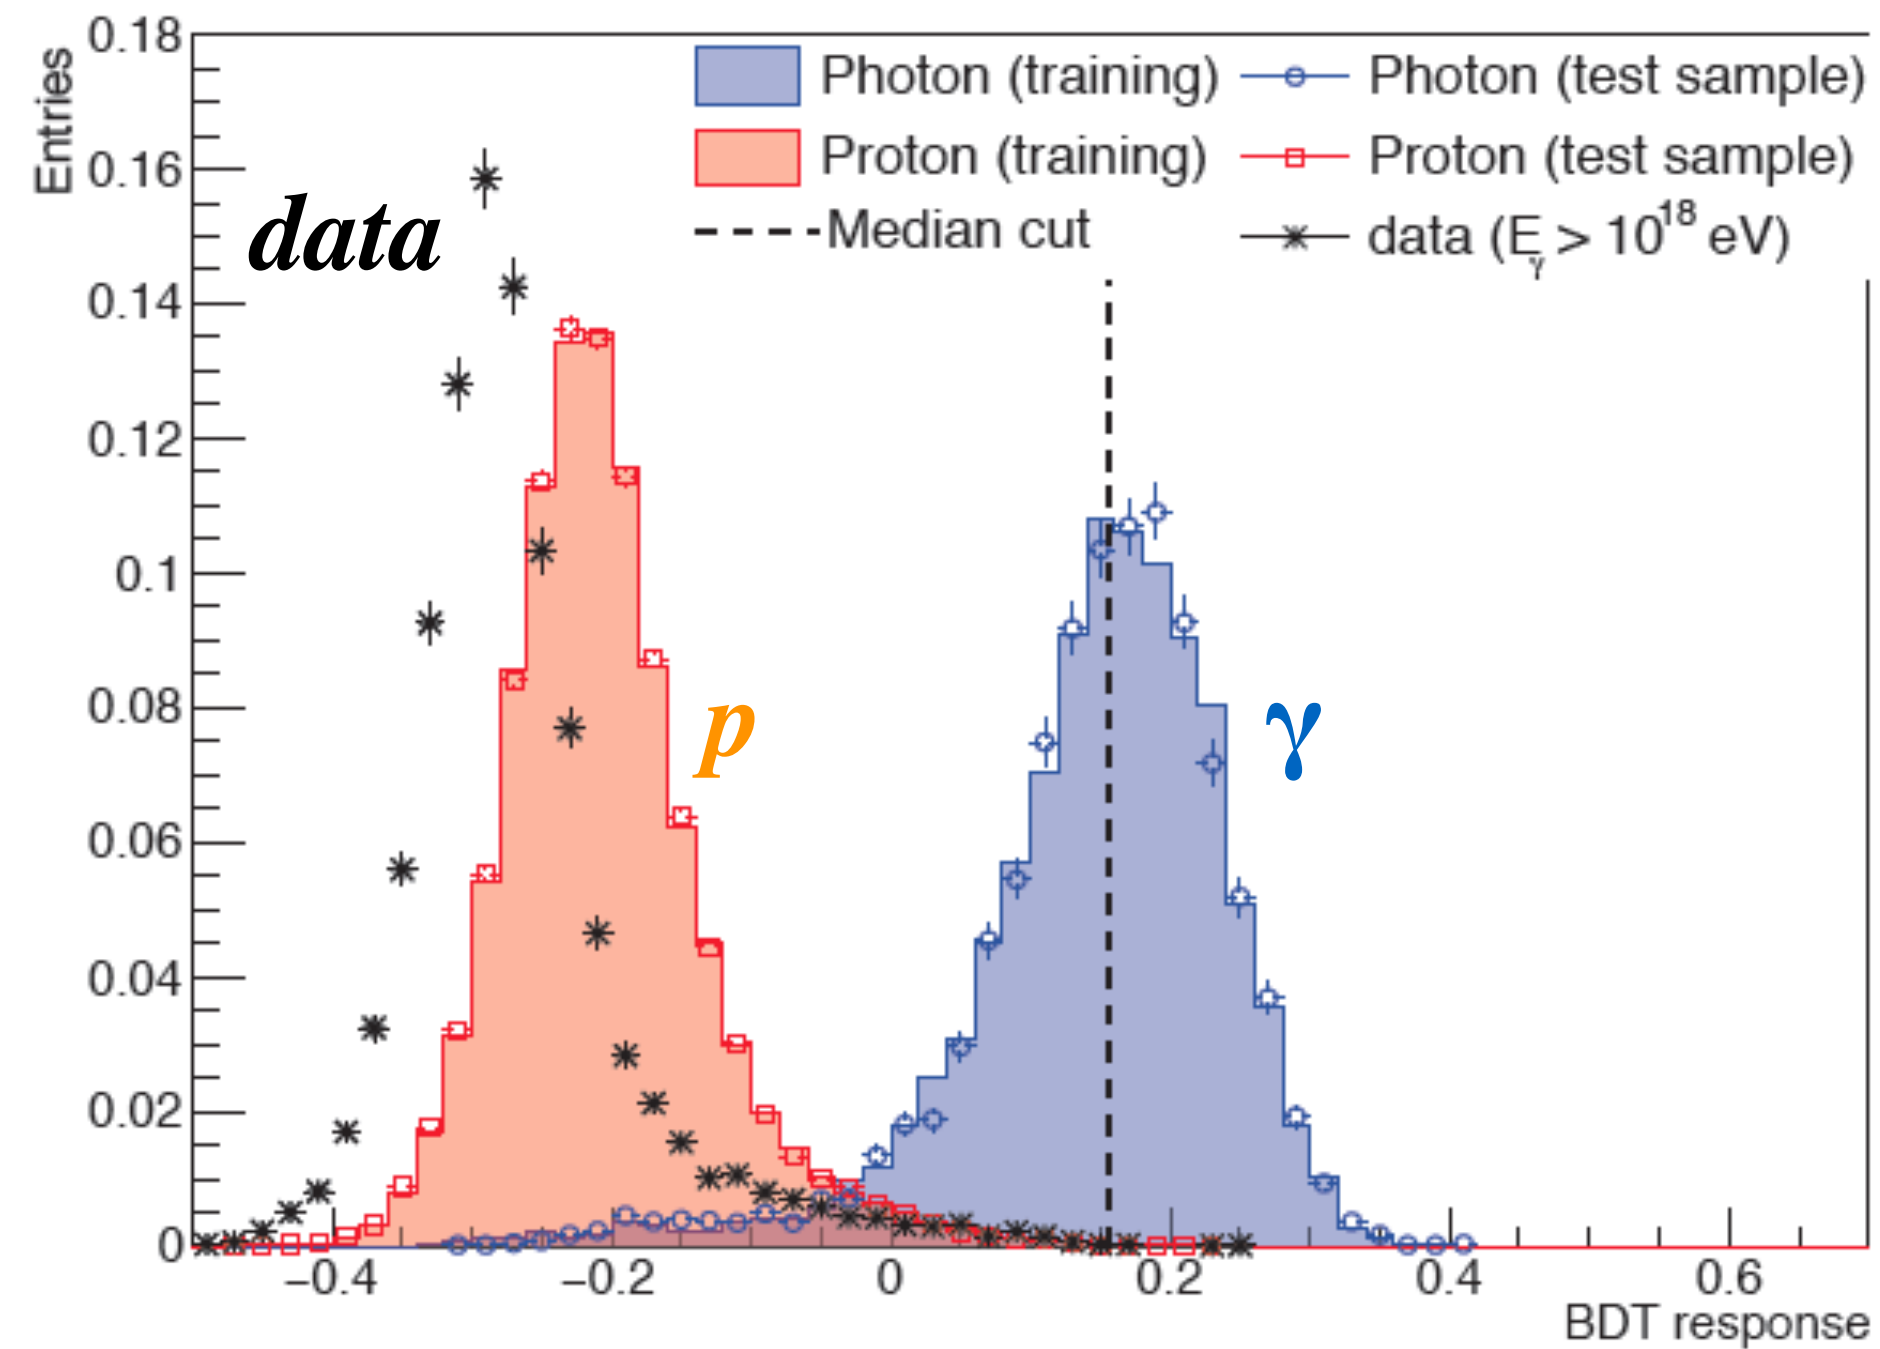 Entries
0.18
0.16
0.14
0.12
0.1
0.08
0.06
0.04
0.02
0
Photon (training)
Photon (test sample)
Proton (training)
Proton (test sample)
Median cut
data (Eγ > 10¹⁸ eV)
data
p
γ
−0.4
−0.2
0
0.2
0.4
0.6
BDT response